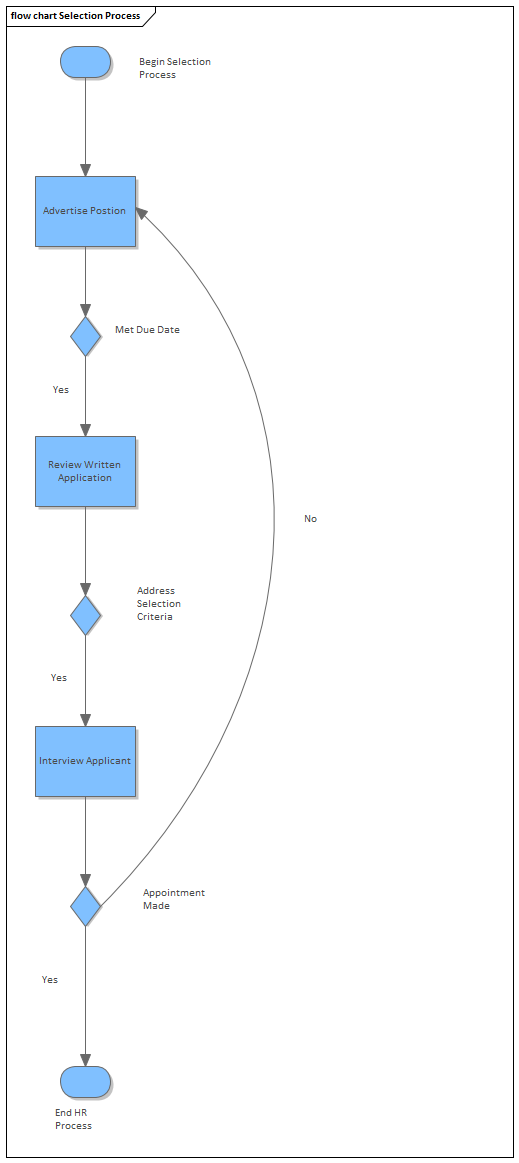 flow chart Selection Process
Begin Selection
Process
Advertise Postion
Met Due Date
Yes
Review Written
Application
No
Address
Selection
Criteria
Yes
Interview Applicant
Appointment
Made
Yes
End HR
Process